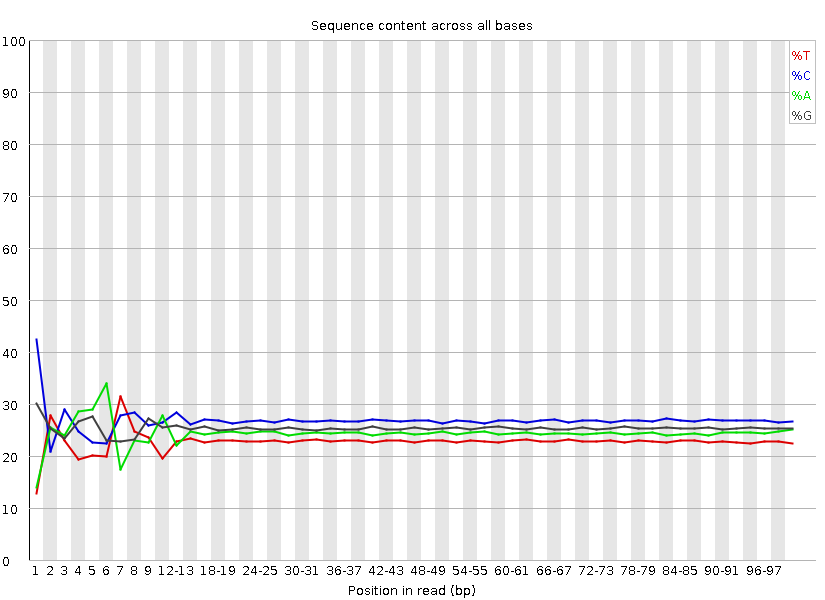 Sequence content across all bases
100
90
80
70
60
50
40
30
20
10
0
%T
%C
%A
%G
1 2 3 4 5 6 7 8 9 12-13 18-19 24-25 30-31 36-37 42-43 48-49 54-55 60-61 66-67 72-73 78-79 84-85 90-91 96-97
Position in read (bp)